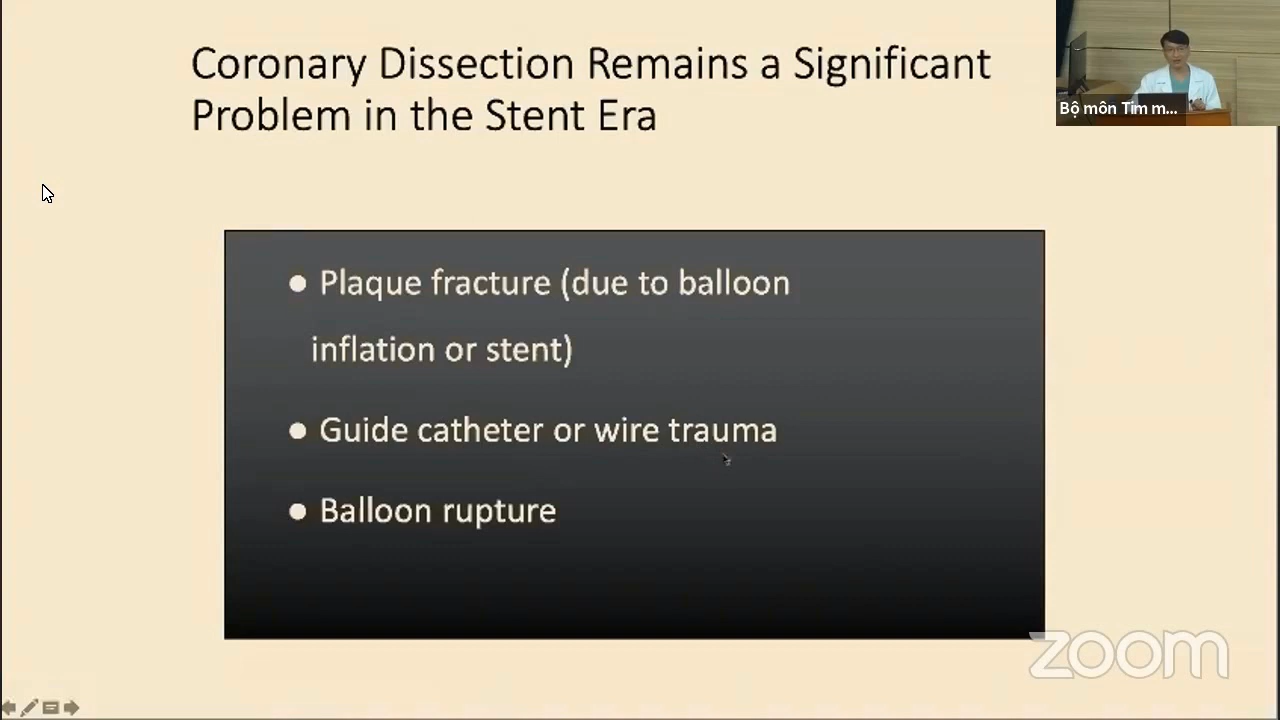 Coronary Dissection Remains a Significant
Problem in the Stent Era
Bộ môn Tim m...
● Plaque fracture (due to balloon
inflation or stent)
● Guide catheter or wire trauma
● Balloon rupture
zoom